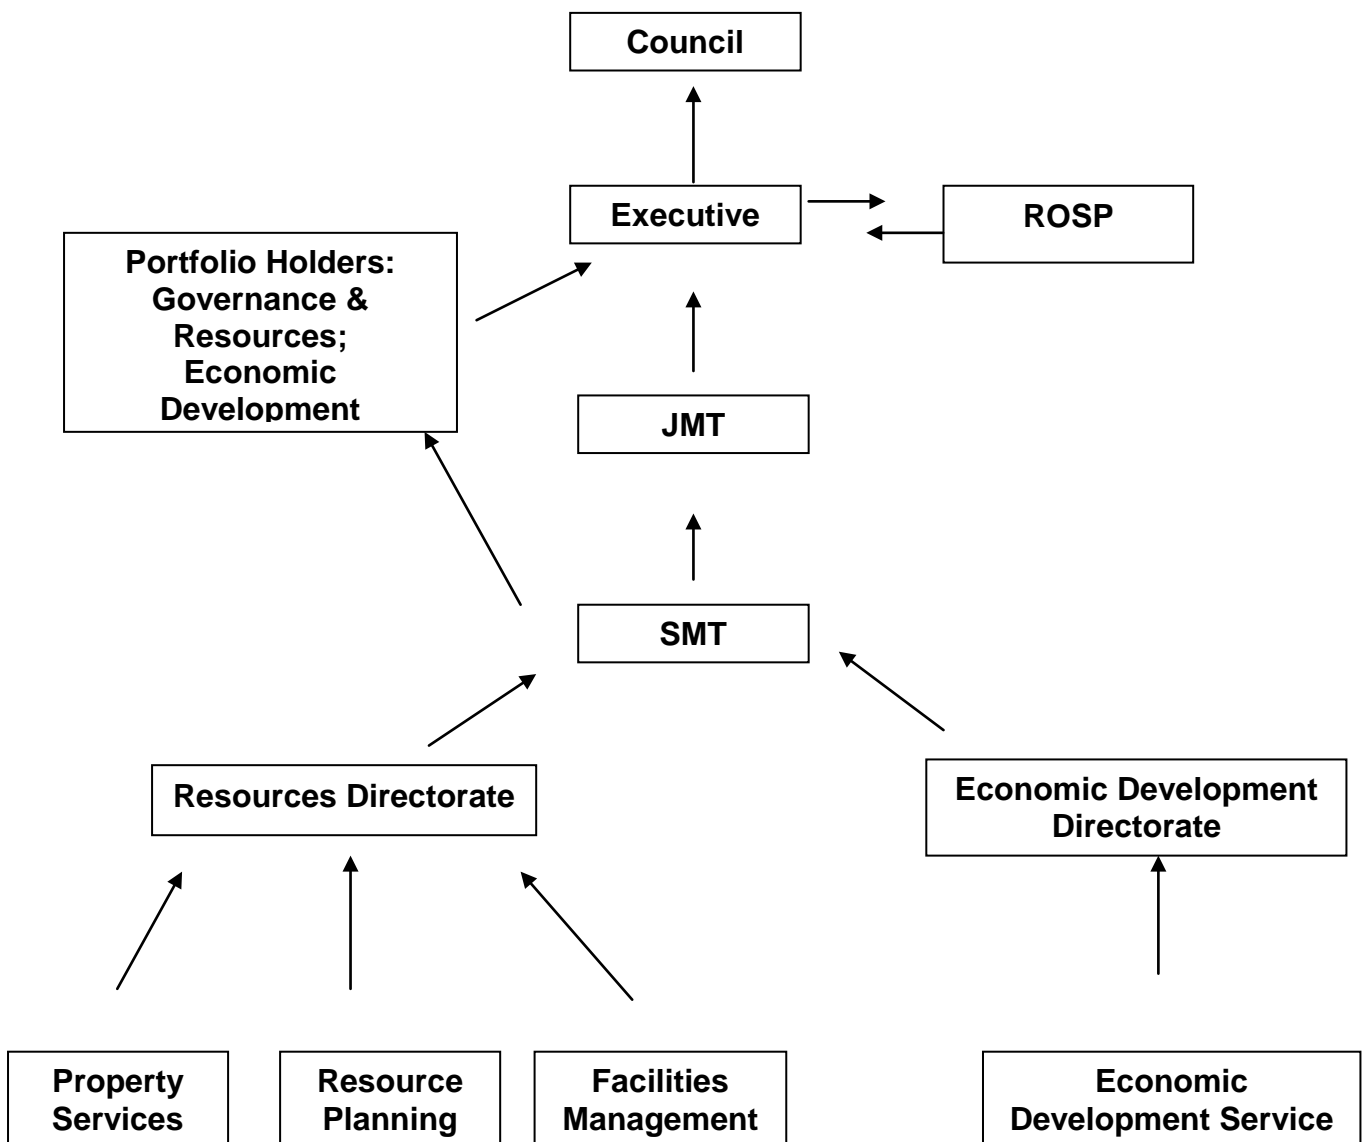 Council
Executive
ROSP
Portfolio Holders:
Governance &
Resources;
Economic
Development
JMT
SMT
Resources Directorate
Economic Development
Directorate
Property
Services
Resource
Planning
Facilities
Management
Economic
Development Service